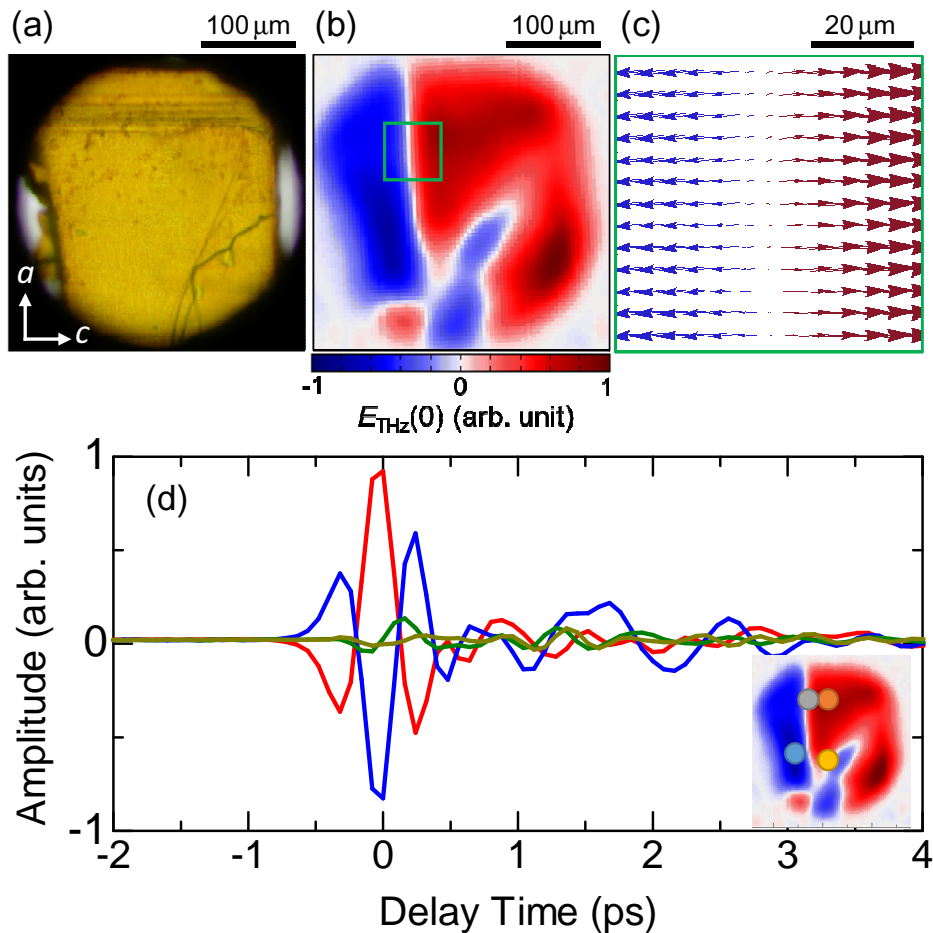 (a) 100 μm (b) 100 μm (c) 20 μm
a
c
-1 0 1
E_THz(0) (arb. unit)
(d)
Amplitude (arb. units)
1
0
-1
-2 -1 0 1 2 3 4
Delay Time (ps)